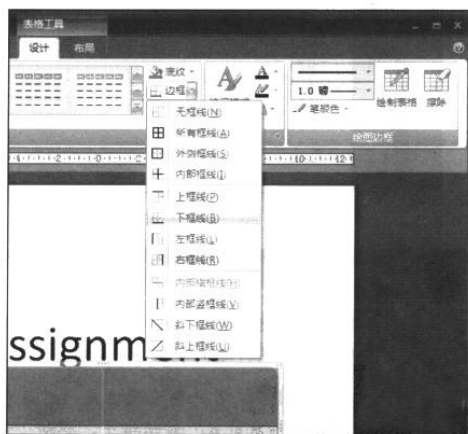 表格工具
设计 布局
底纹
边框
1.0 磅
笔颜色
绘制表格 擦除
绘图边框
无框线(N)
所有框线(A)
外侧框线(S)
内部框线(I)
上框线(P)
下框线(B)
左框线(L)
右框线(R)
内部横框线(H)
内部竖框线(V)
斜下框线(W)
斜上框线(U)
ssignment